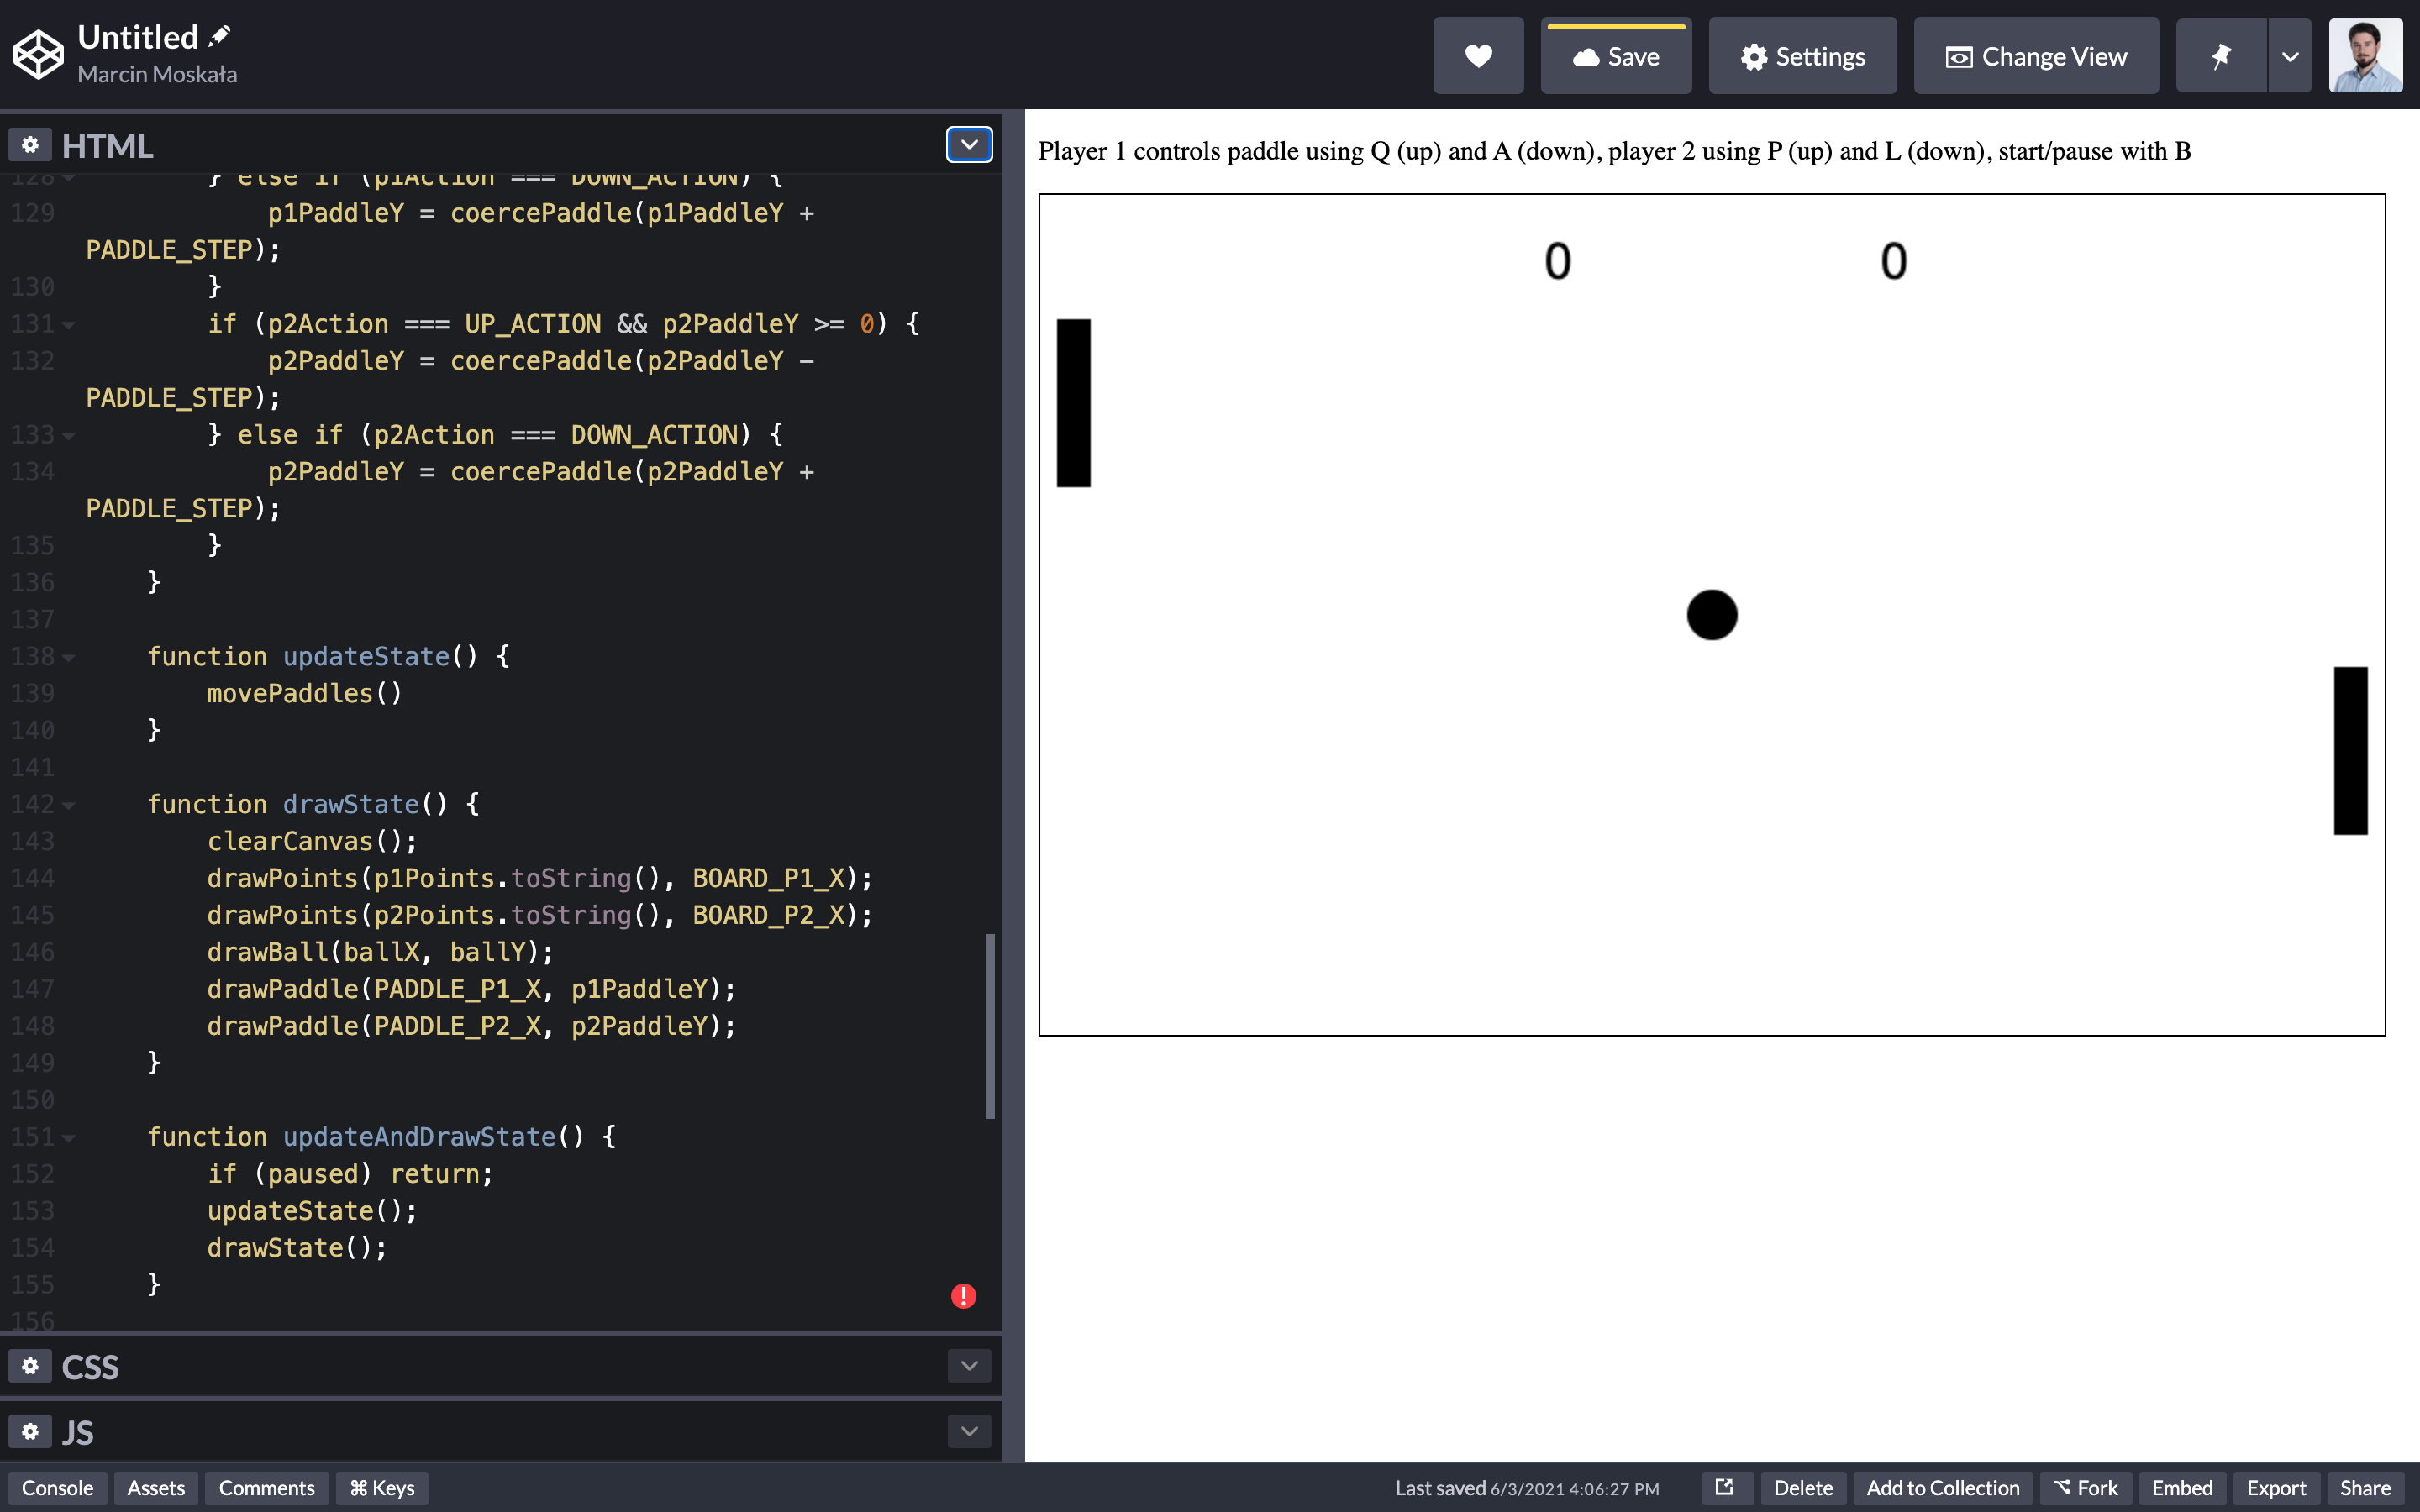 Untitled
Marcin Moskała
Save
Settings
Change View
HTML
128 } else if (p1Action === DOWN_ACTION) {
129 p1PaddleY = coercePaddle(p1PaddleY +
PADDLE_STEP);
130 }
131 if (p2Action === UP_ACTION && p2PaddleY >= 0) {
132 p2PaddleY = coercePaddle(p2PaddleY -
PADDLE_STEP);
133 } else if (p2Action === DOWN_ACTION) {
134 p2PaddleY = coercePaddle(p2PaddleY +
PADDLE_STEP);
135 }
136 }
137
138 function updateState() {
139 movePaddles()
140 }
141
142 function drawState() {
143 clearCanvas();
144 drawPoints(p1Points.toString(), BOARD_P1_X);
145 drawPoints(p2Points.toString(), BOARD_P2_X);
146 drawBall(ballX, ballY);
147 drawPaddle(PADDLE_P1_X, p1PaddleY);
148 drawPaddle(PADDLE_P2_X, p2PaddleY);
149 }
150
151 function updateAndDrawState() {
152 if (paused) return;
153 updateState();
154 drawState();
155 }
156
CSS
JS
Player 1 controls paddle using Q (up) and A (down), player 2 using P (up) and L (down), start/pause with B
0 0
Console
Assets
Comments
⌘ Keys
Last saved 6/3/2021 4:06:27 PM
Delete
Add to Collection
Fork
Embed
Export
Share